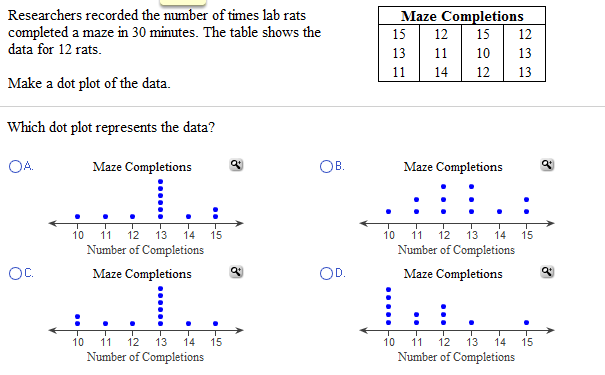 Researchers recorded the number of times lab rats
completed a maze in 30 minutes. The table shows the
data for 12 rats.
Make a dot plot of the data.
Maze Completions
15 12 15 12
13 11 10 13
11 14 12 13
Which dot plot represents the data?
A.
Maze Completions
10 11 12 13 14 15
Number of Completions
B.
Maze Completions
10 11 12 13 14 15
Number of Completions
C.
Maze Completions
10 11 12 13 14 15
Number of Completions
D.
Maze Completions
10 11 12 13 14 15
Number of Completions